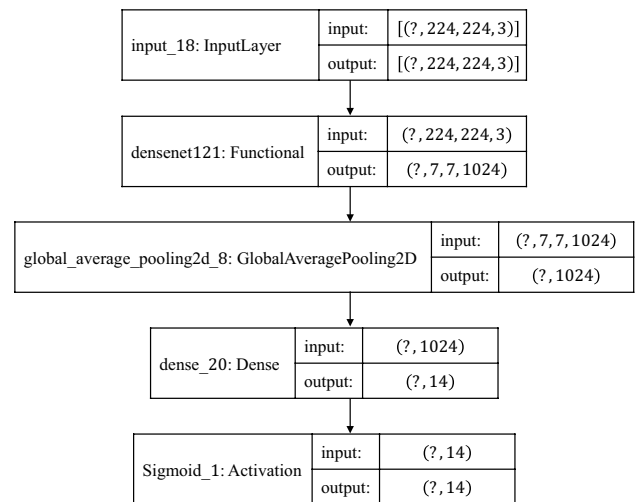 input_18: InputLayer
input: [(?, 224, 224, 3)]
output: [(?, 224, 224, 3)]
densenet121: Functional
input: (?, 224, 224, 3)
output: (?, 7, 7, 1024)
global_average_pooling2d_8: GlobalAveragePooling2D
input: (?, 7, 7, 1024)
output: (?, 1024)
dense_20: Dense
input: (?, 1024)
output: (?, 14)
Sigmoid_1: Activation
input: (?, 14)
output: (?, 14)